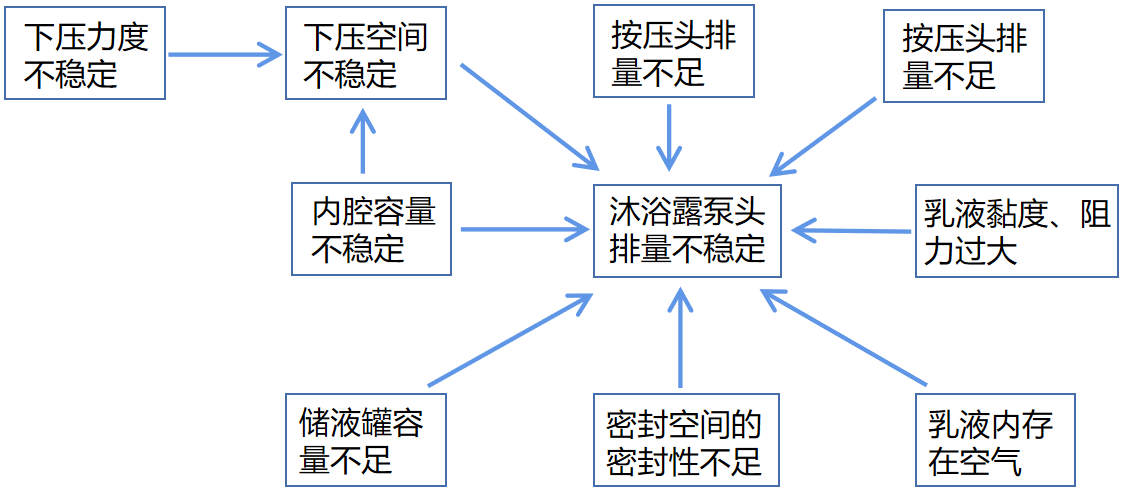 下压力度
不稳定
下压空间
不稳定
按压头排
量不足
按压头排
量不足
内腔容量
不稳定
沐浴露泵头
排量不稳定
乳液黏度、阻
力过大
储液罐容
量不足
密封空间的
密封性不足
乳液内存
在空气